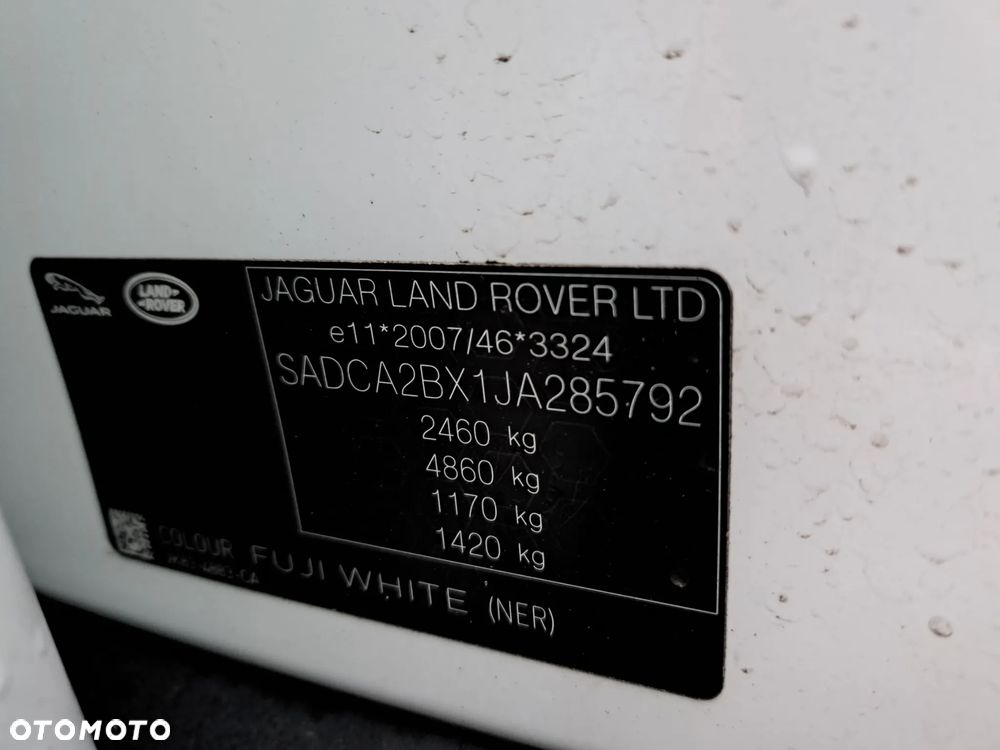 JAGUAR
LAND
ROVER
JAGUAR LAND ROVER LTD
e11*2007/46*3324
SADCA2BX1JA285792
2460 kg
4860 kg
1170 kg
1420 kg
COLOUR FUJI WHITE (NER)
OTOMOTO